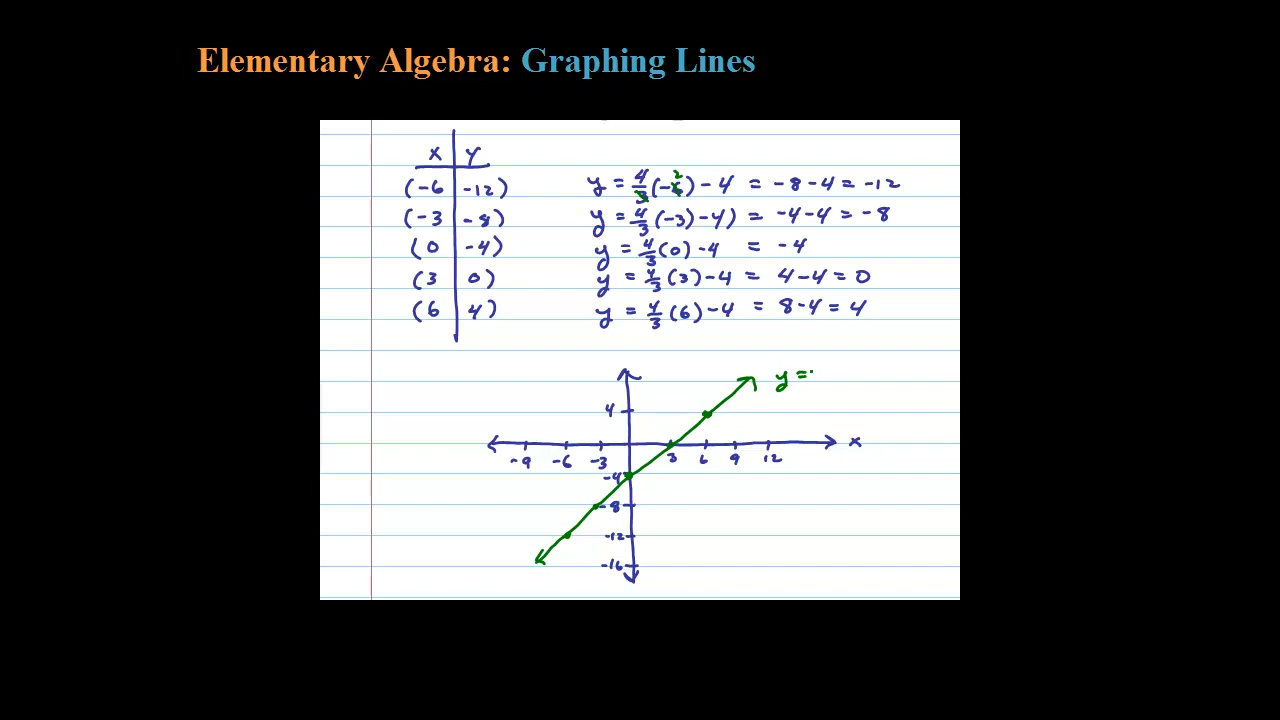 Elementary Algebra: Graphing Lines
x y
(-6 -12) y = 4/3(-6)-4 = -8-4 = -12
2
(-3 -8) y = 4/3(-3)-4) = -4-4 = -8
(0 -4) y = 4/3(0)-4 = -4
(3 0) y = 4/3(3)-4 = 4-4 = 0
(6 4) y = 4/3(6)-4 = 8-4 = 4
y =
4
x
-9 -6 -3 3 6 9 12
-4
-8
-12
-16